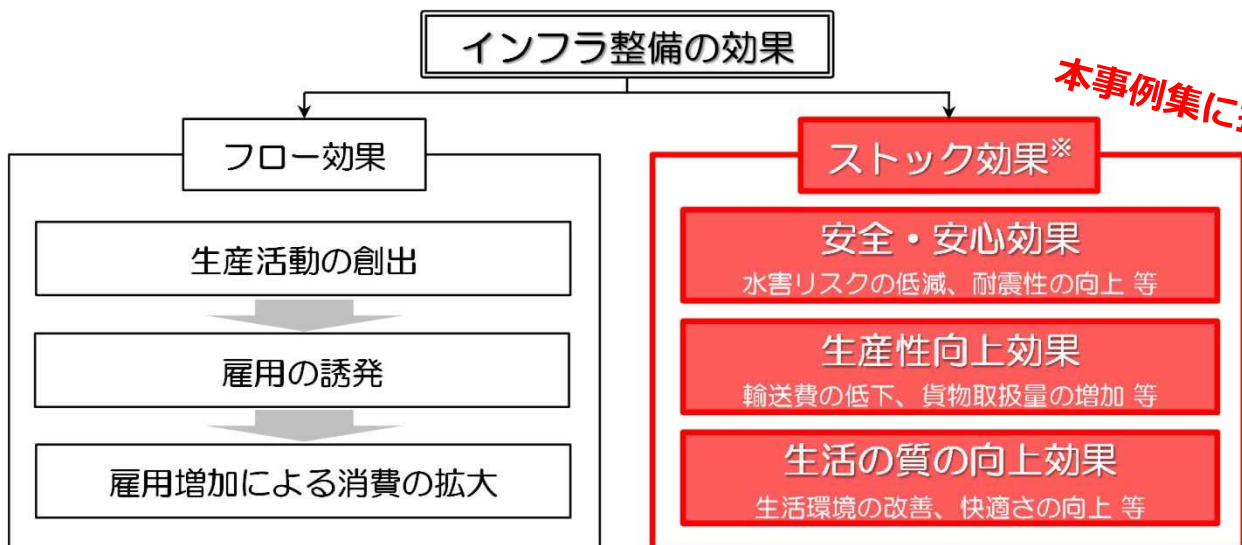 インフラ整備の効果
本事例集に
フロー効果
生産活動の創出
雇用の誘発
雇用増加による消費の拡大
ストック効果※
安全・安心効果
水害リスクの低減、耐震性の向上 等
生産性向上効果
輸送費の低下、貨物取扱量の増加 等
生活の質の向上効果
生活環境の改善、快適さの向上 等